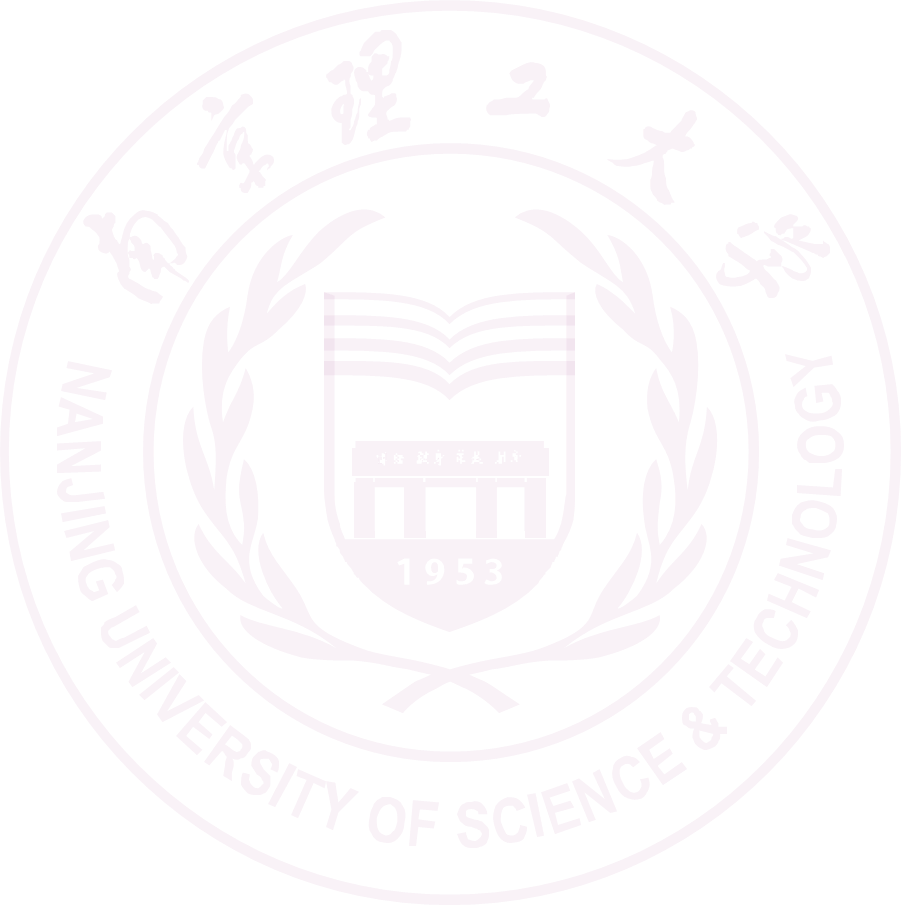 南京理工大学
1953
NANJING UNIVERSITY OF SCIENCE & TECHNOLOGY